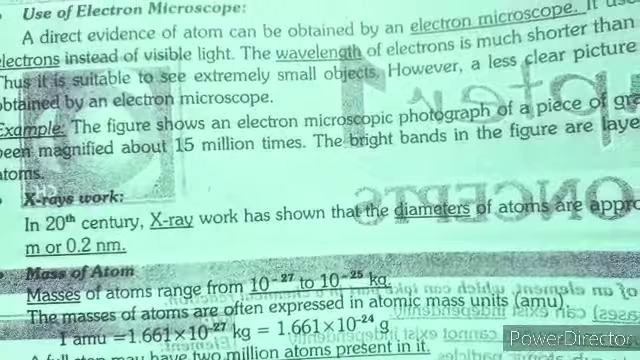 Use of Electron Microscope:
A direct evidence of atom can be obtained by an electron microscope. It
electrons instead of visible light. The wavelength of electrons is much shorter than
Thus it is suitable to see extremely small objects. However, a less clear picture
obtained by an electron microscope.
Example: The figure shows an electron microscopic photograph of a piece of
been magnified about 15 million times. The bright bands in the figure are
atoms.
X-rays work:
In 20th century, X-ray work has shown that the diameters of atoms are
m or 0.2 nm.
Mass of Atom
Masses of atoms range from 10⁻²⁷ to 10⁻²⁵ kg.
The masses of atoms are often expressed in atomic mass units (amu).
1 amu = 1.661×10⁻²⁷ kg = 1.661×10⁻²⁴ g
A full stop may have two million atoms present in it.
PowerDirector